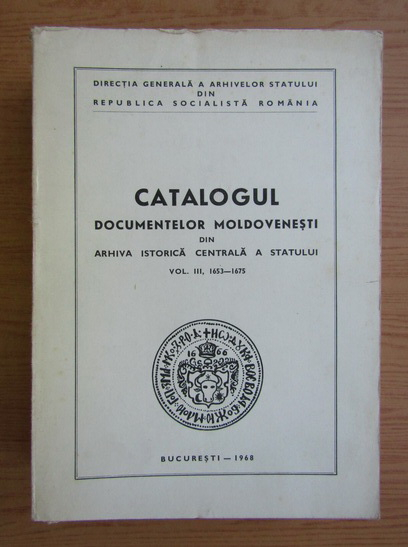 DIRECȚIA GENERALĂ A ARHIVELOR STATULUI
DIN
REPUBLICA SOCIALISTĂ ROMÂNIA
CATALOGUL
DOCUMENTELOR MOLDOVENEȘTI
DIN
ARHIVA ISTORICĂ CENTRALĂ A STATULUI
VOL. III, 1653—1675
16 66
BUCUREȘTI — 1968